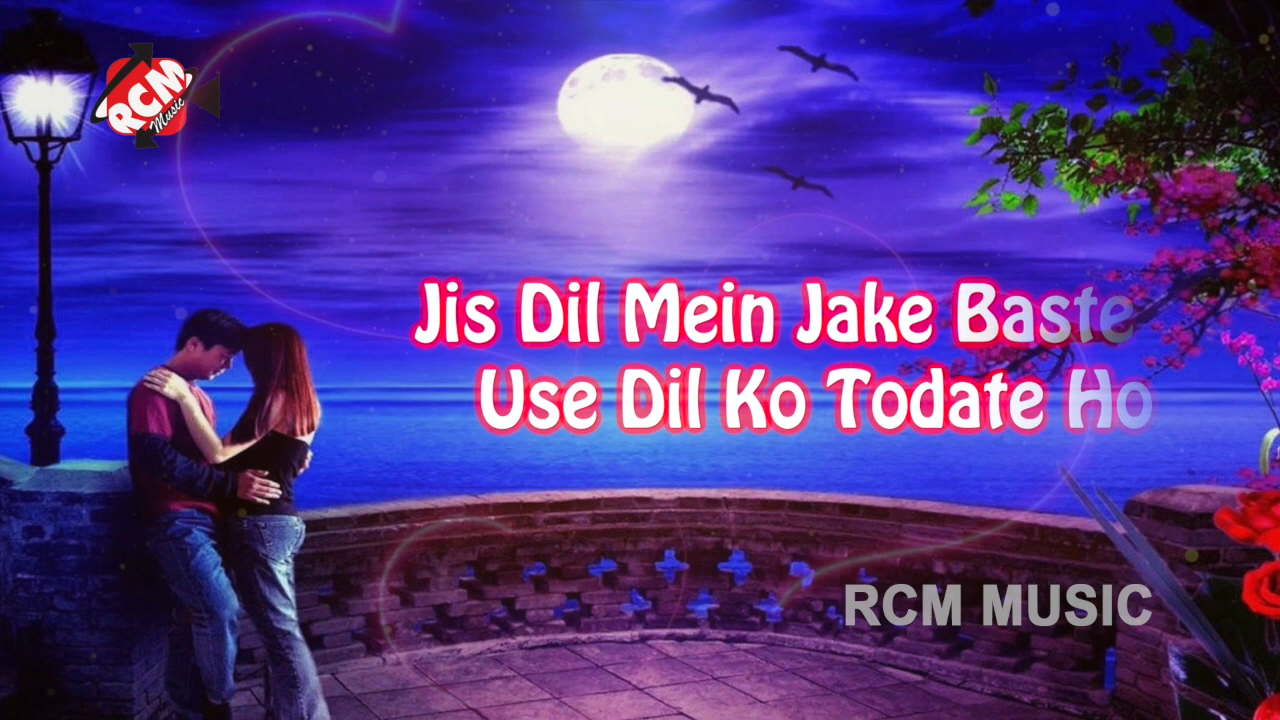 RCM
Music
Jis Dil Mein Jake Baste
Use Dil Ko Todate Ho
RCM MUSIC